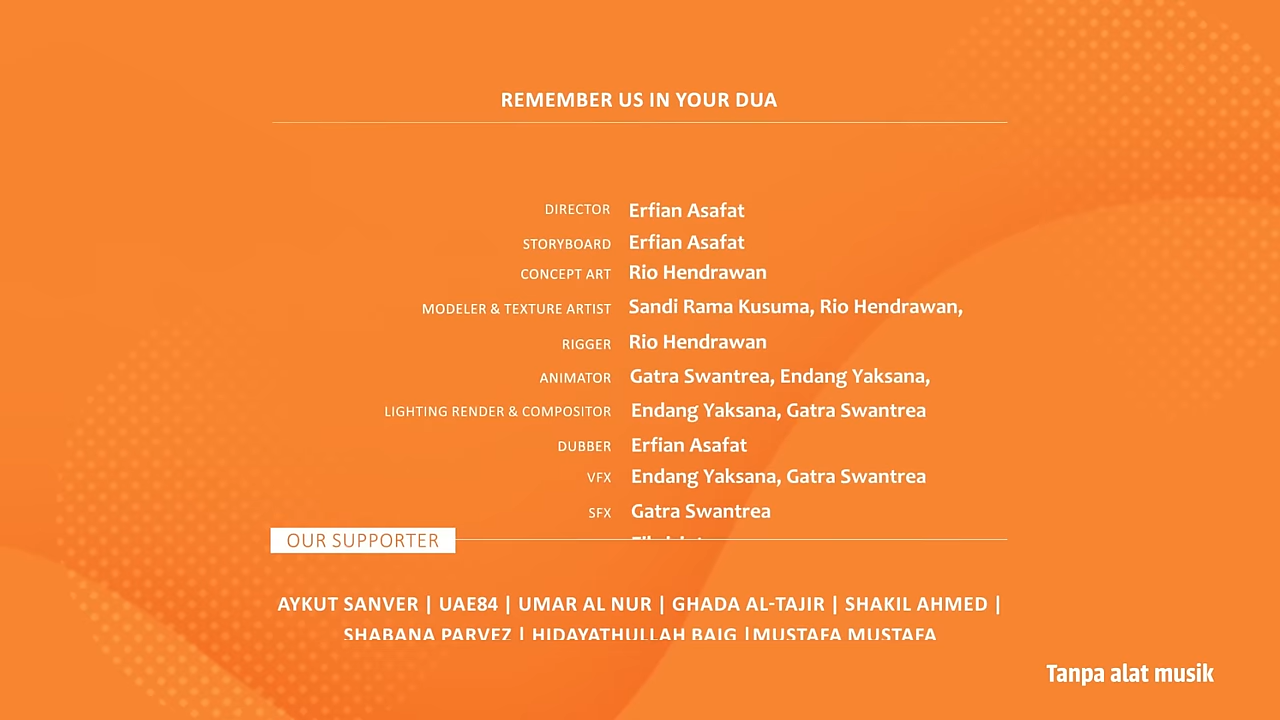 REMEMBER US IN YOUR DUA
DIRECTOR Erfian Asafat
STORYBOARD Erfian Asafat
CONCEPT ART Rio Hendrawan
MODELER & TEXTURE ARTIST Sandi Rama Kusuma, Rio Hendrawan,
RIGGER Rio Hendrawan
ANIMATOR Gatra Swantrea, Endang Yaksana,
LIGHTING RENDER & COMPOSITOR Endang Yaksana, Gatra Swantrea
DUBBER Erfian Asafat
VFX Endang Yaksana, Gatra Swantrea
SFX Gatra Swantrea
OUR SUPPORTER
AYKUT SANVER | UAE84 | UMAR AL NUR | GHADA AL-TAJIR | SHAKIL AHMED |
SHABANA PARVEZ | HIDAYATHULLAH BAIG |MUSTAFA MUSTAFA
Tanpa alat musik